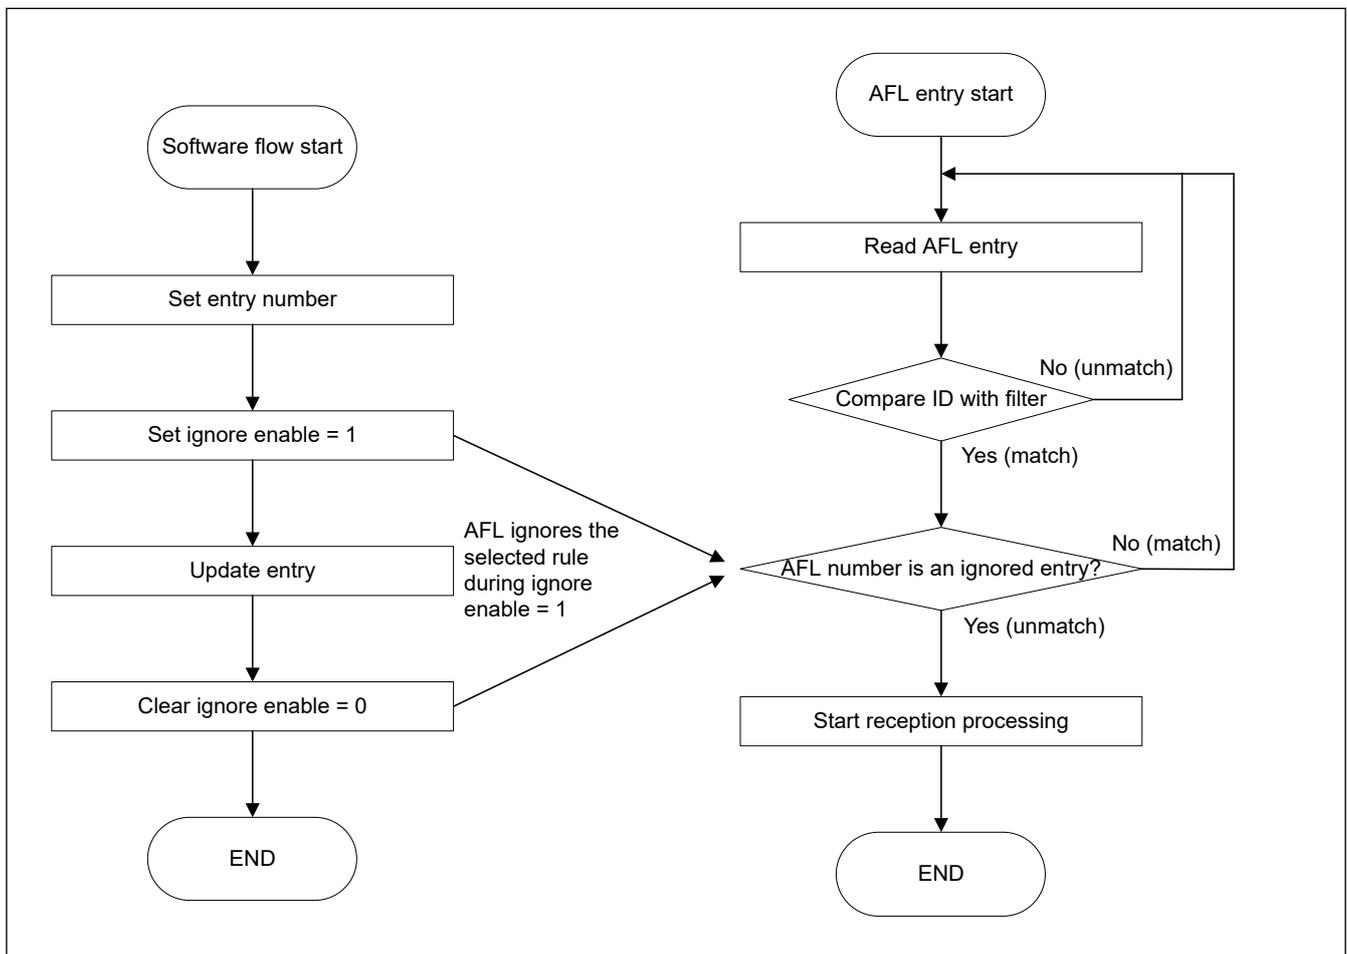 Software flow start
Set entry number
Set ignore enable = 1
Update entry
Clear ignore enable = 0
END
AFL ignores the
selected rule
during ignore
enable = 1
AFL entry start
Read AFL entry
Compare ID with filter
No (unmatch)
Yes (match)
AFL number is an ignored entry?
No (match)
Yes (unmatch)
Start reception processing
END